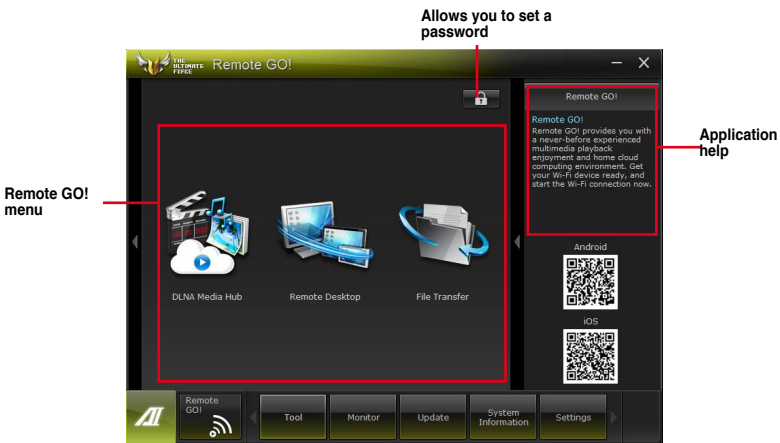 Allows you to set a
password
THE
ULTIMATE
FORCE
Remote GO!
Remote GO!
Remote GO!
Remote GO! provides you with
a never-before experienced
multimedia playback
enjoyment and home cloud
computing environment. Get
your Wi-Fi device ready, and
start the Wi-Fi connection now.
Application
help
Remote GO!
menu
DLNA Media Hub
Remote Desktop
File Transfer
Android
iOS
Remote
GO!
Tool
Monitor
Update
System
Information
Settings